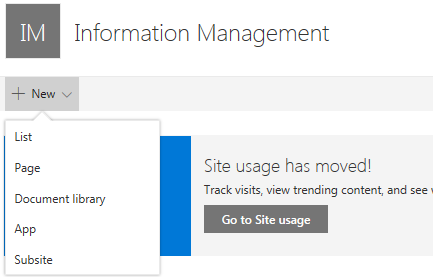 IM Information Management
New
List
Page
Document library
App
Subsite
Site usage has moved!
Track visits, view trending content, and see
Go to Site usage